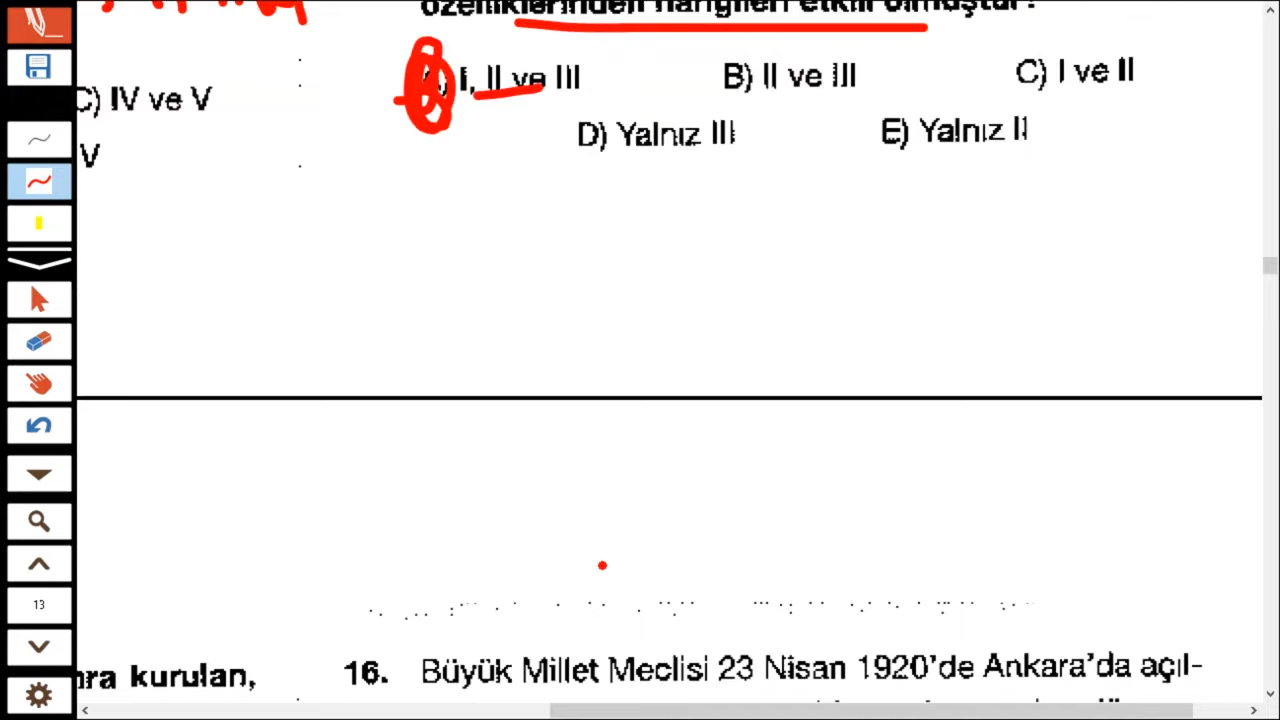 özelliklerinden hangileri etkili olmuştur?
I, II ve III
B) II ve III
C) I ve II
C) IV ve V
D) Yalnız III
E) Yalnız II
V
13
kurulan,
16. Büyük Millet Meclisi 23 Nisan 1920'de Ankara'da açıl-